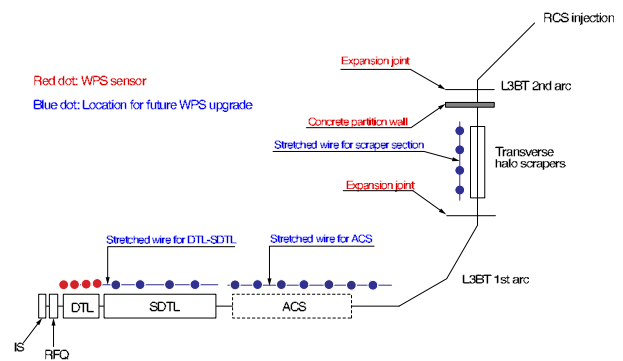 RCS injection
Expansion joint
L3BT 2nd arc
Red dot: WPS sensor
Blue dot: Location for future WPS upgrade
Concrete partition wall
Stretched wire for scraper section
Transverse
halo scrapers
Expansion joint
Stretched wire for DTL-SDTL
Stretched wire for ACS
L3BT 1st arc
DTL
SDTL
ACS
IS
RFQ